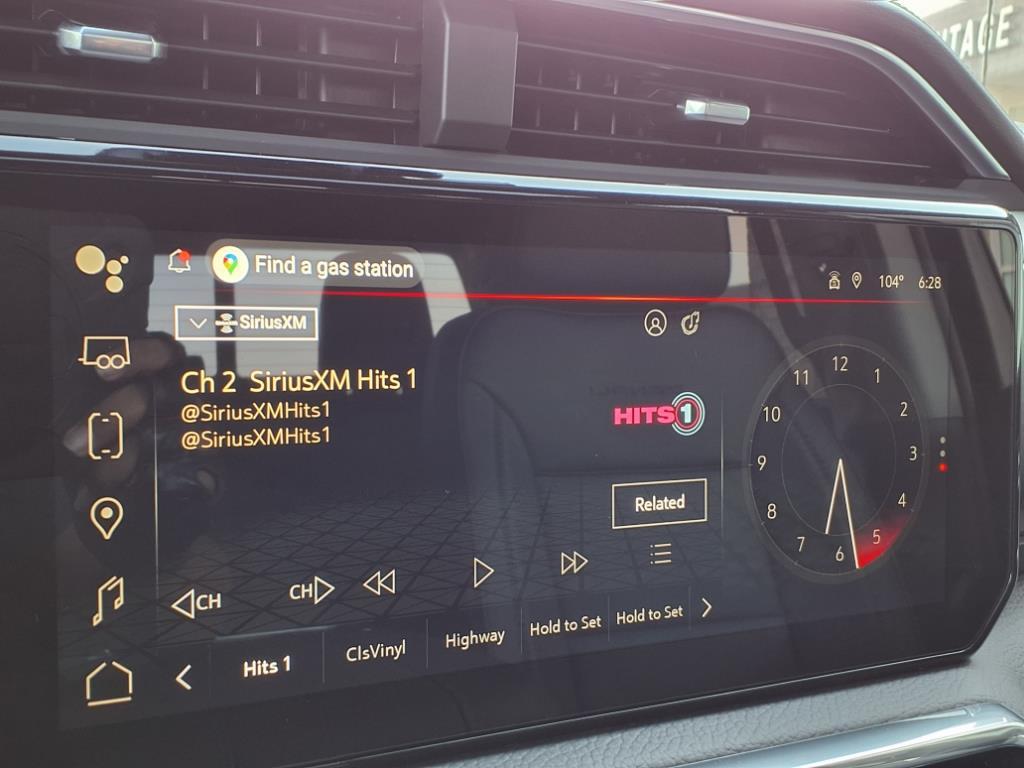 ITAGE
Find a gas station
104° 6:28
SiriusXM
Ch 2 SiriusXM Hits 1
@SiriusXMHits1
@SiriusXMHits1
HITS 1
Related
12
1
2
3
4
5
6
7
8
9
10
11
CH
CH
Hits 1
ClsVinyl
Highway
Hold to Set
Hold to Set